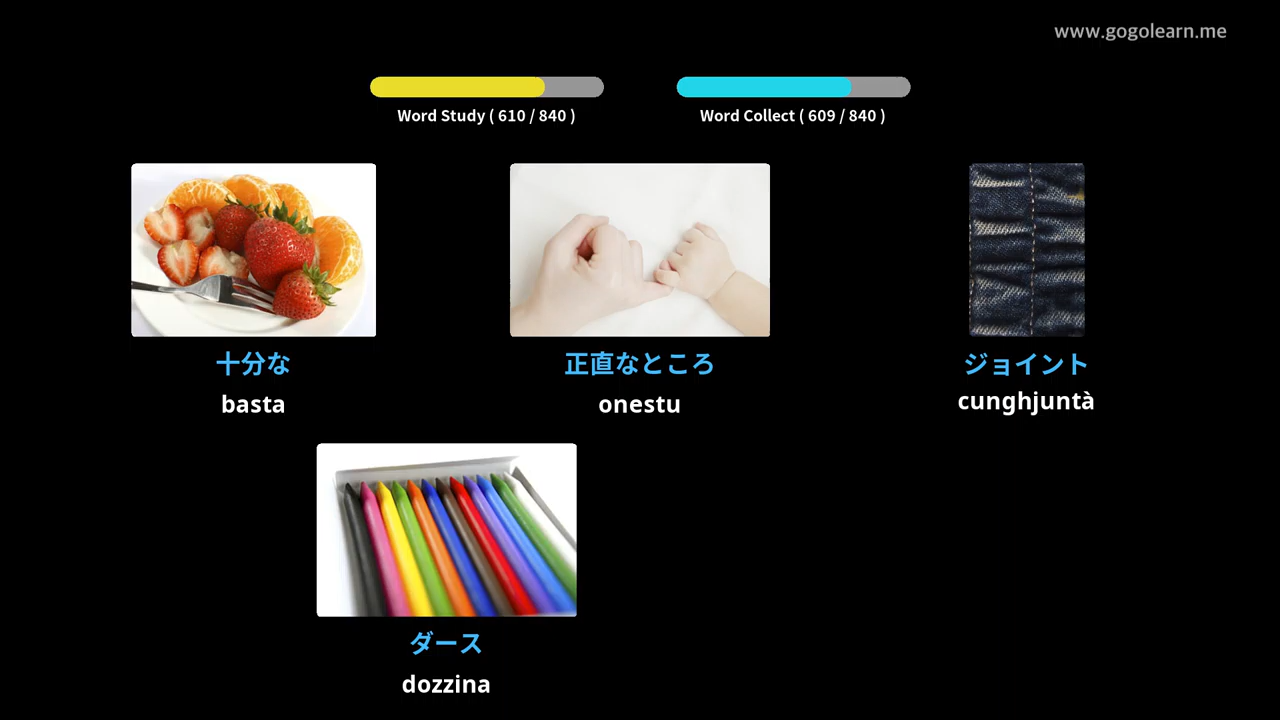 www.gogolearn.me
Word Study ( 610 / 840 )
Word Collect ( 609 / 840 )
十分な
basta
正直なところ
onestu
ジョイント
cunghjuntà
ダース
dozzina